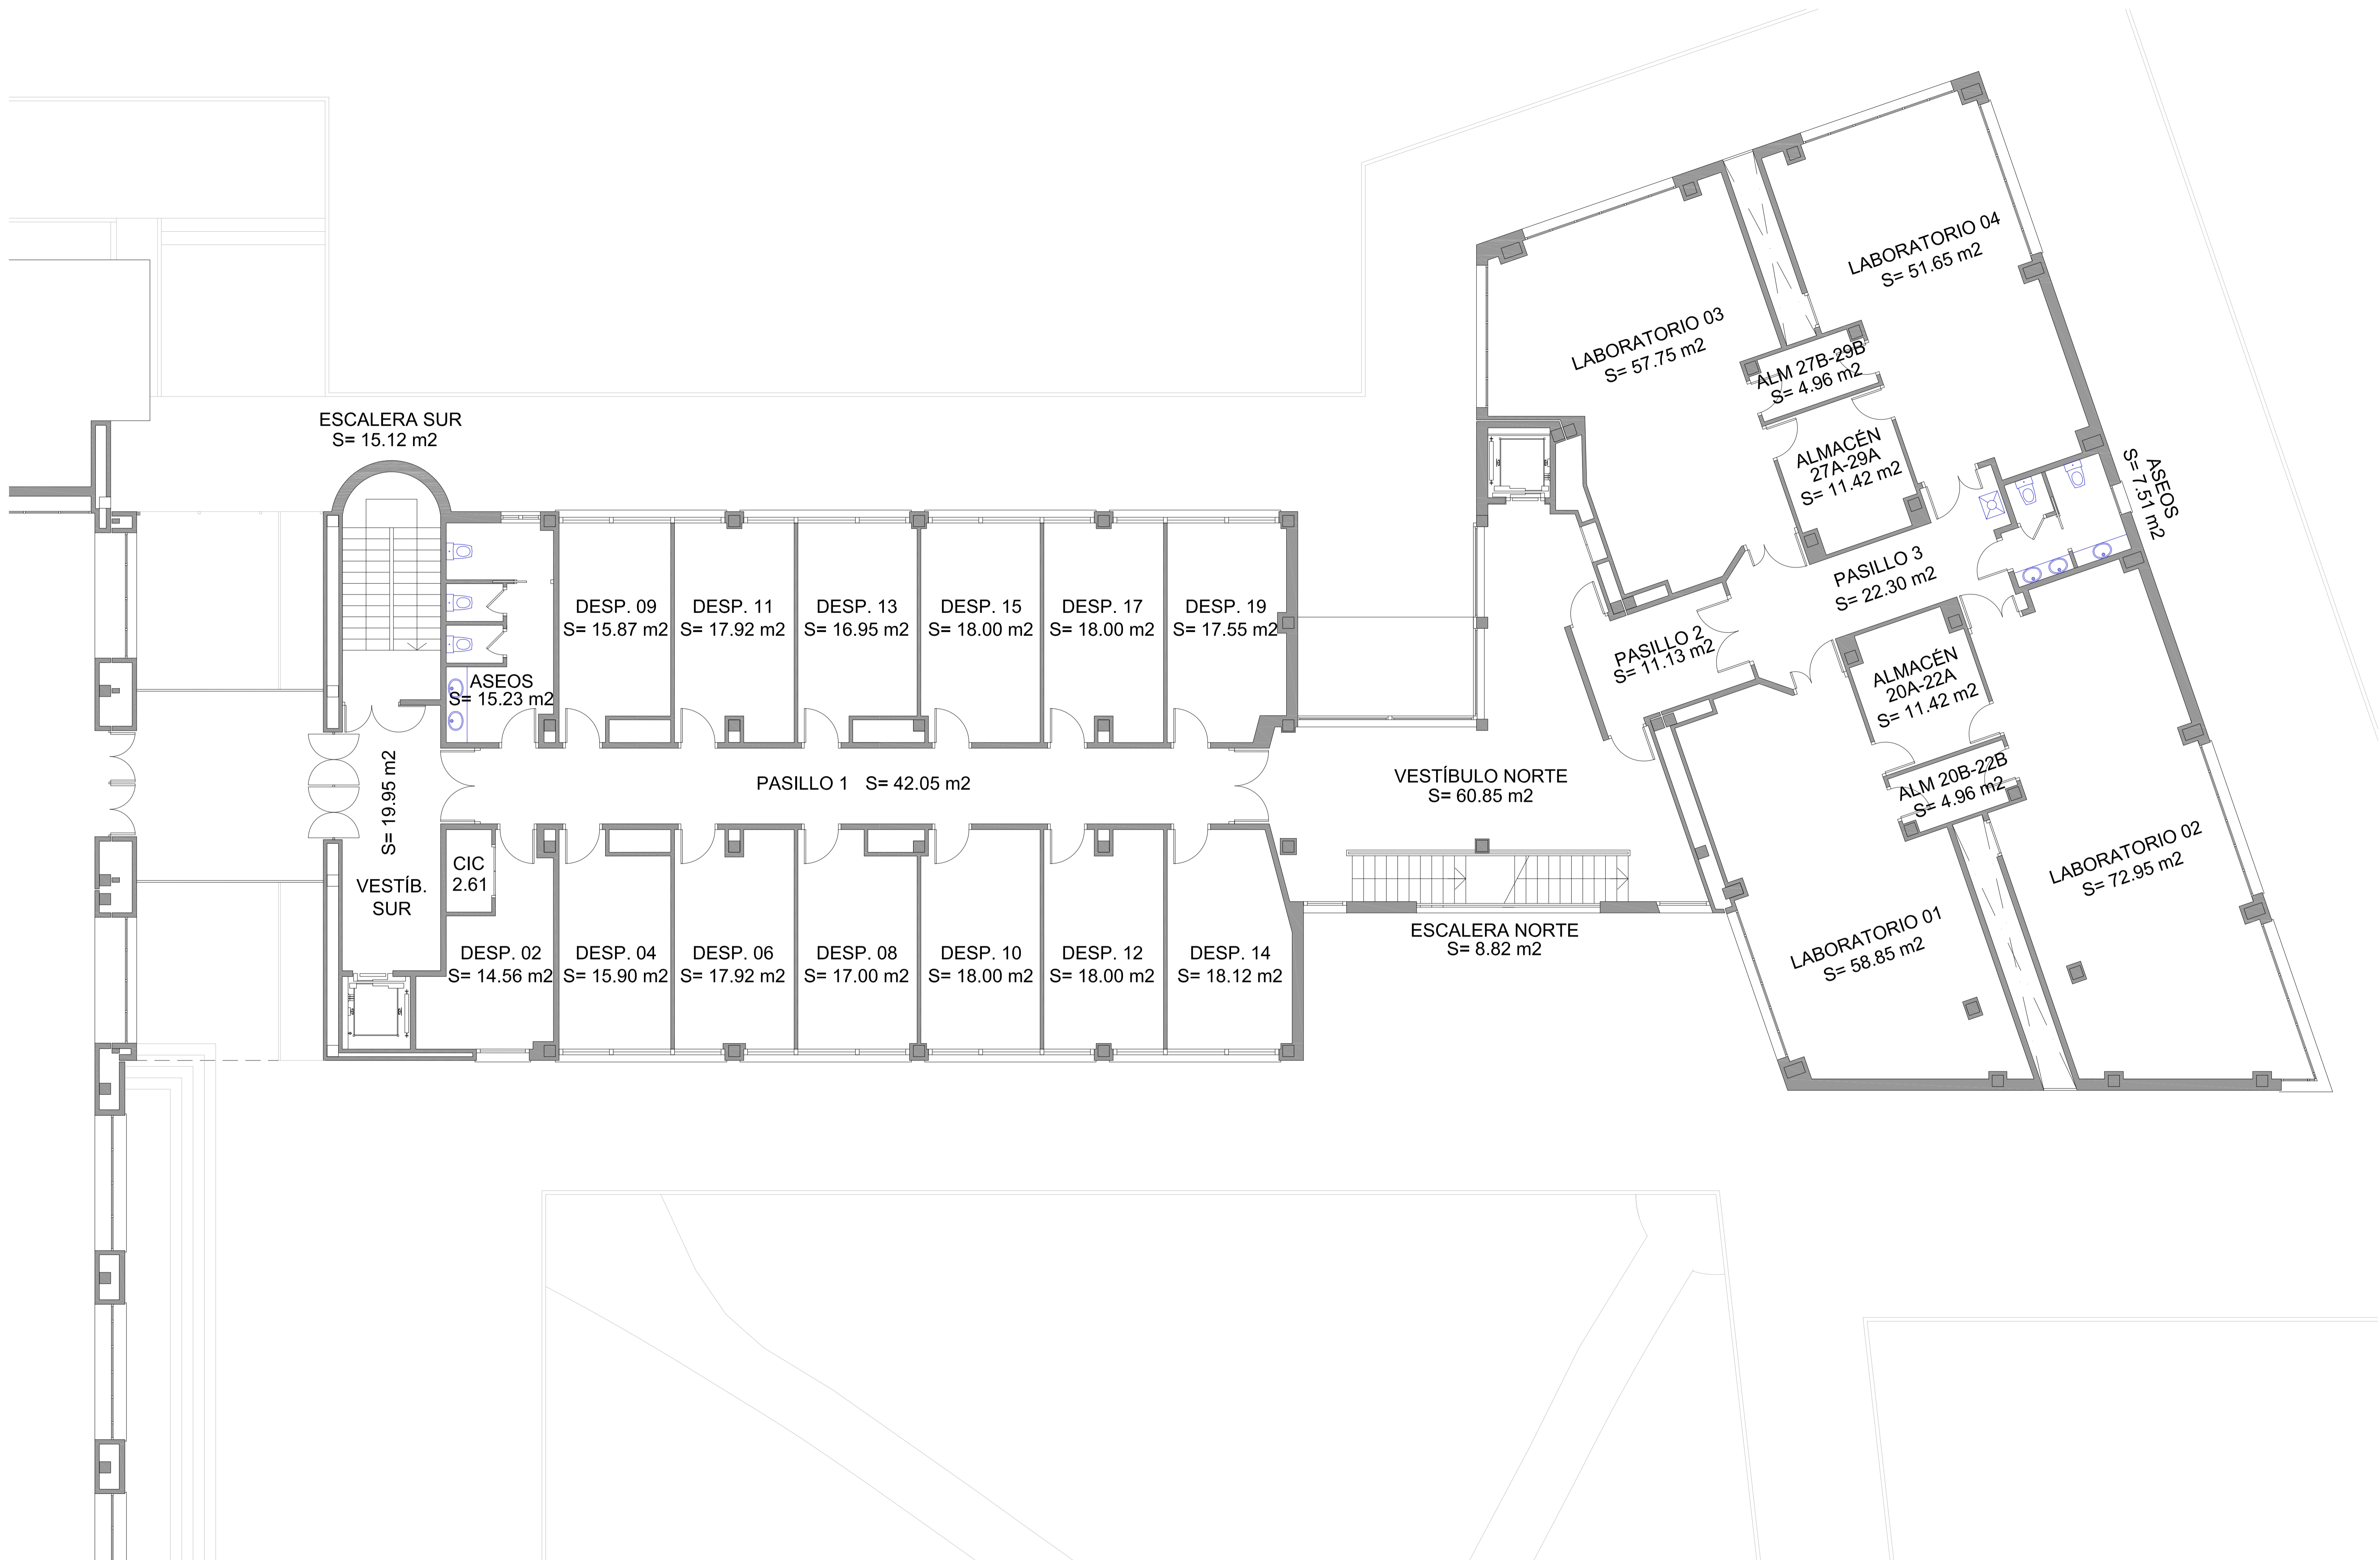 LABORATORIO 04
S= 51.65 m2
LABORATORIO 03
S= 57.75 m2
ALM 27B-29B
S= 4.96 m2
ESCALERA SUR
S= 15.12 m2
ALMACÉN
27A-29A
S= 11.42 m2
ASEOS
S= 7.51 m2
PASILLO 3
S= 22.30 m2
DESP. 09
S= 15.87 m2
DESP. 11
S= 17.92 m2
DESP. 13
S= 16.95 m2
DESP. 15
S= 18.00 m2
DESP. 17
S= 18.00 m2
DESP. 19
S= 17.55 m2
PASILLO 2
S= 11.13 m2
ASEOS
S= 15.23 m2
ALMACÉN
20A-22A
S= 11.42 m2
PASILLO 1 S= 42.05 m2
VESTÍBULO NORTE
S= 60.85 m2
ALM 20B-22B
S= 4.96 m2
S= 19.95 m2
VESTÍB.
SUR
CIC
2.61
LABORATORIO 02
S= 72.95 m2
DESP. 02
S= 14.56 m2
DESP. 04
S= 15.90 m2
DESP. 06
S= 17.92 m2
DESP. 08
S= 17.00 m2
DESP. 10
S= 18.00 m2
DESP. 12
S= 18.00 m2
DESP. 14
S= 18.12 m2
ESCALERA NORTE
S= 8.82 m2
LABORATORIO 01
S= 58.85 m2